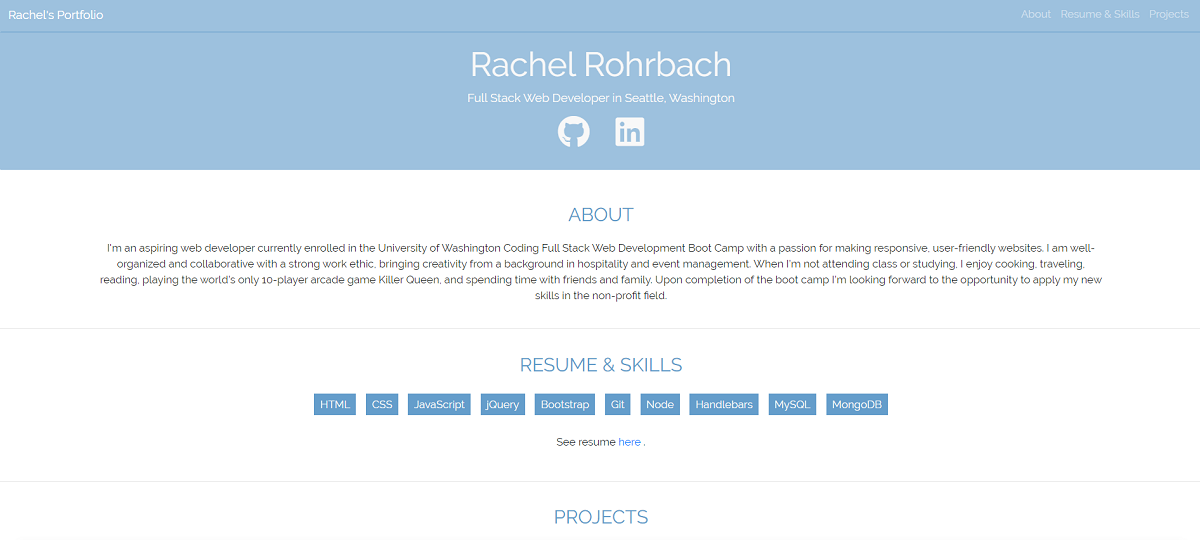 Rachel's Portfolio
About Resume & Skills Projects
Rachel Rohrbach
Full Stack Web Developer in Seattle, Washington
in
ABOUT
I'm an aspiring web developer currently enrolled in the University of Washington Coding Full Stack Web Development Boot Camp with a passion for making responsive, user-friendly websites. I am well-
organized and collaborative with a strong work ethic, bringing creativity from a background in hospitality and event management. When I'm not attending class or studying, I enjoy cooking, traveling,
reading, playing the world's only 10-player arcade game Killer Queen, and spending time with friends and family. Upon completion of the boot camp I'm looking forward to the opportunity to apply my new
skills in the non-profit field.
RESUME & SKILLS
HTML CSS JavaScript jQuery Bootstrap Git Node Handlebars MySQL MongoDB
See resume here .
PROJECTS